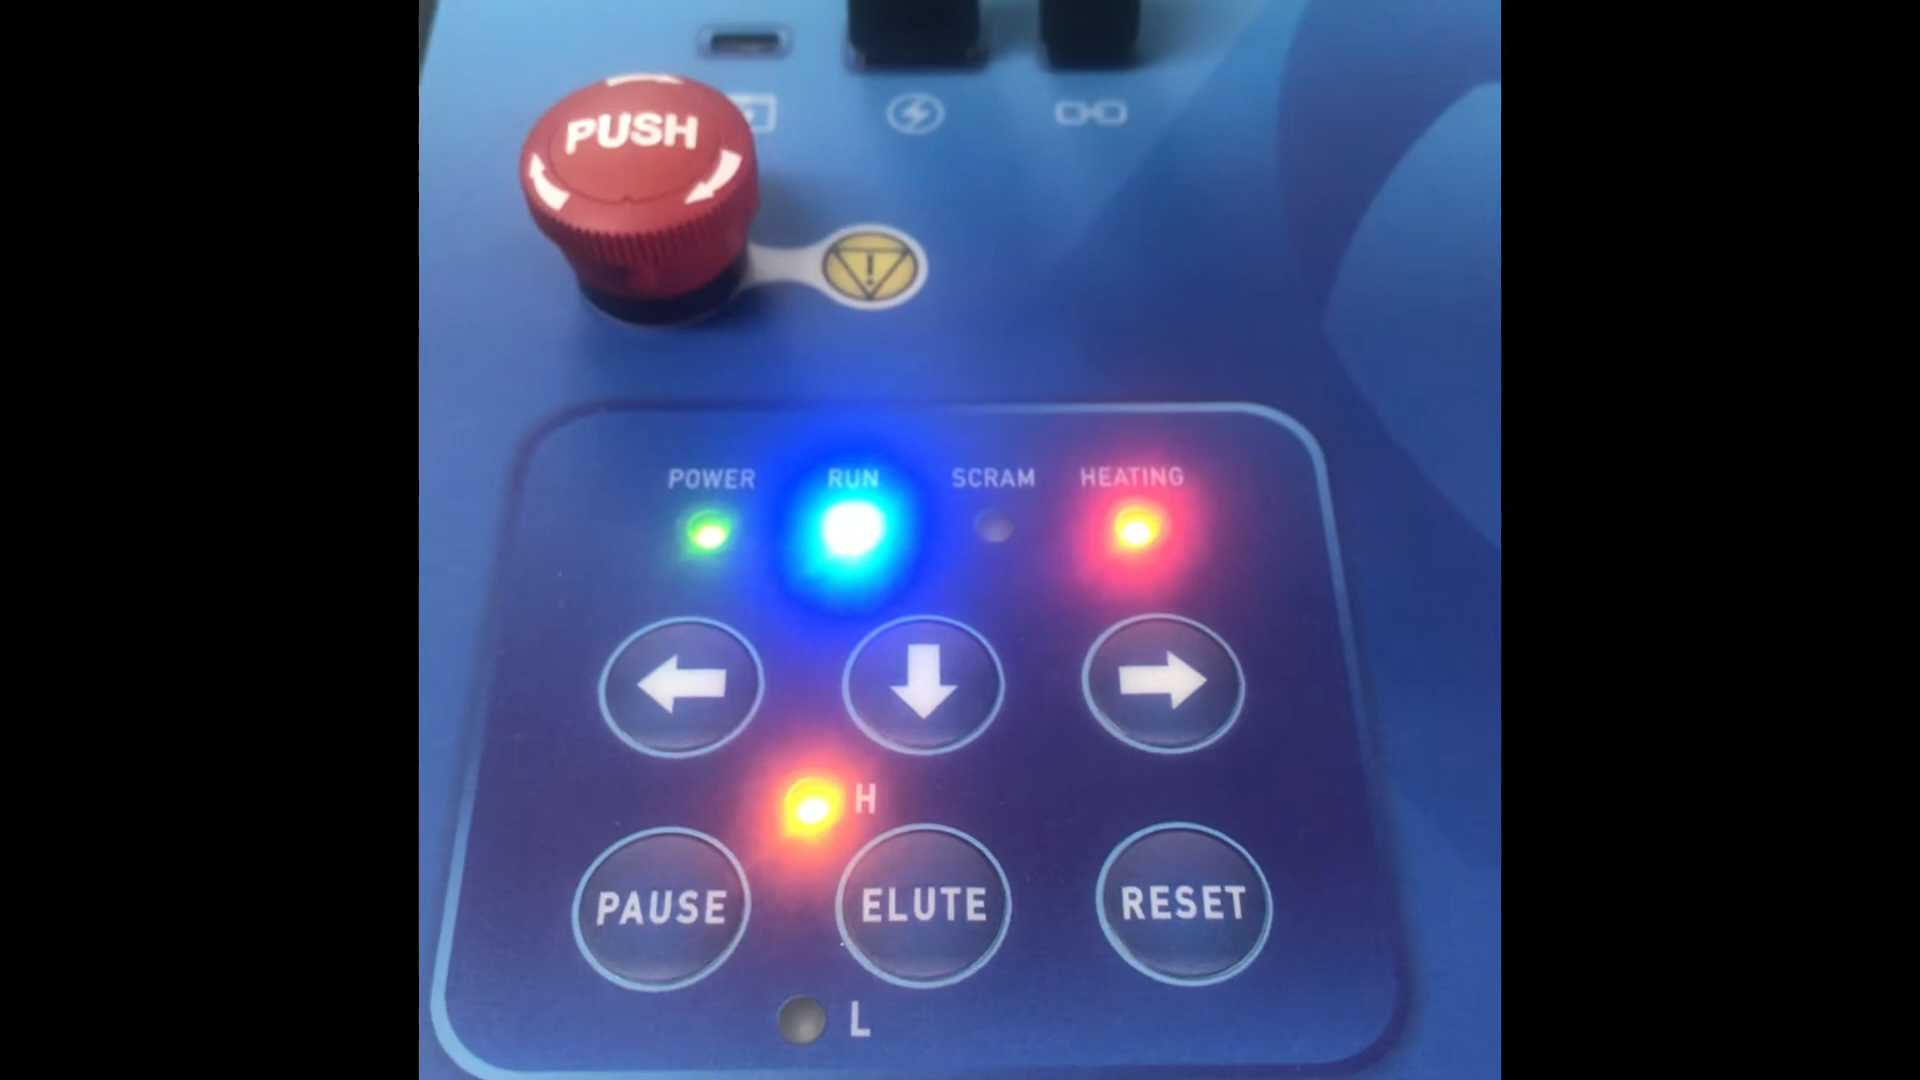 PUSH
!
POWER RUN SCRAM HEATING
H
PAUSE ELUTE RESET
L